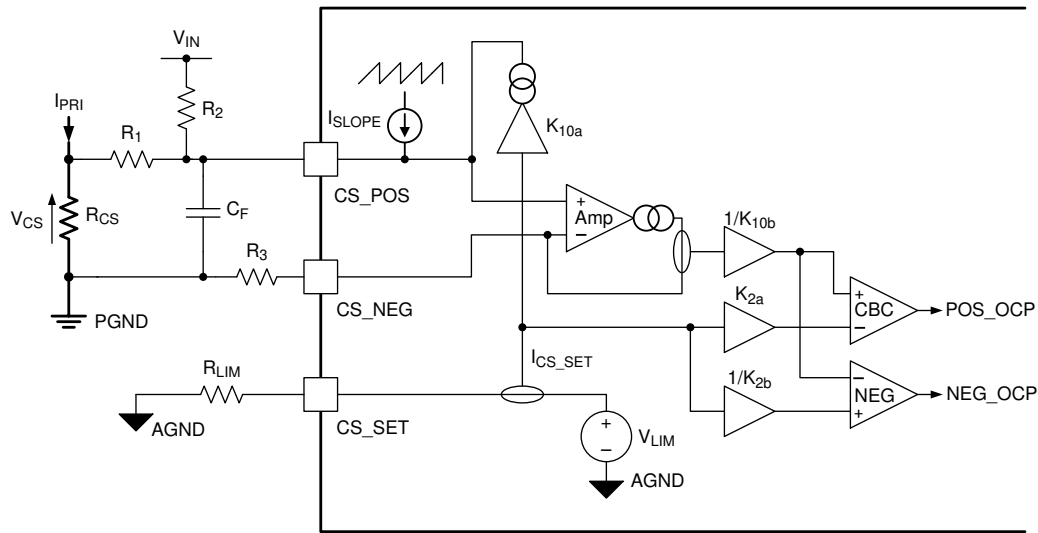 V_IN
I_PRI
R_2
R_1
I_SLOPE
K_10a
CS_POS
V_CS
R_CS
C_F
+
Amp
−
1/K_10b
R_3
K_2a
+
CBC
−
POS_OCP
CS_NEG
PGND
I_CS_SET
R_LIM
1/K_2b
−
NEG
+
NEG_OCP
AGND
CS_SET
+
−
V_LIM
AGND